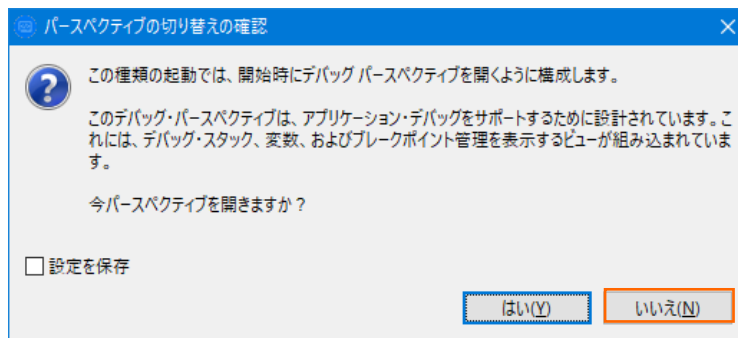 パースペクティブの切り替えの確認
この種類の起動では、開始時にデバッグ パースペクティブを開くように構成します。
このデバッグ・パースペクティブは、アプリケーション・デバッグをサポートするために設計されています。こ
れには、デバッグ・スタック、変数、およびブレークポイント管理を表示するビューが組み込まれていま
す。
今パースペクティブを開きますか？
設定を保存
はい(Y) いいえ(N)